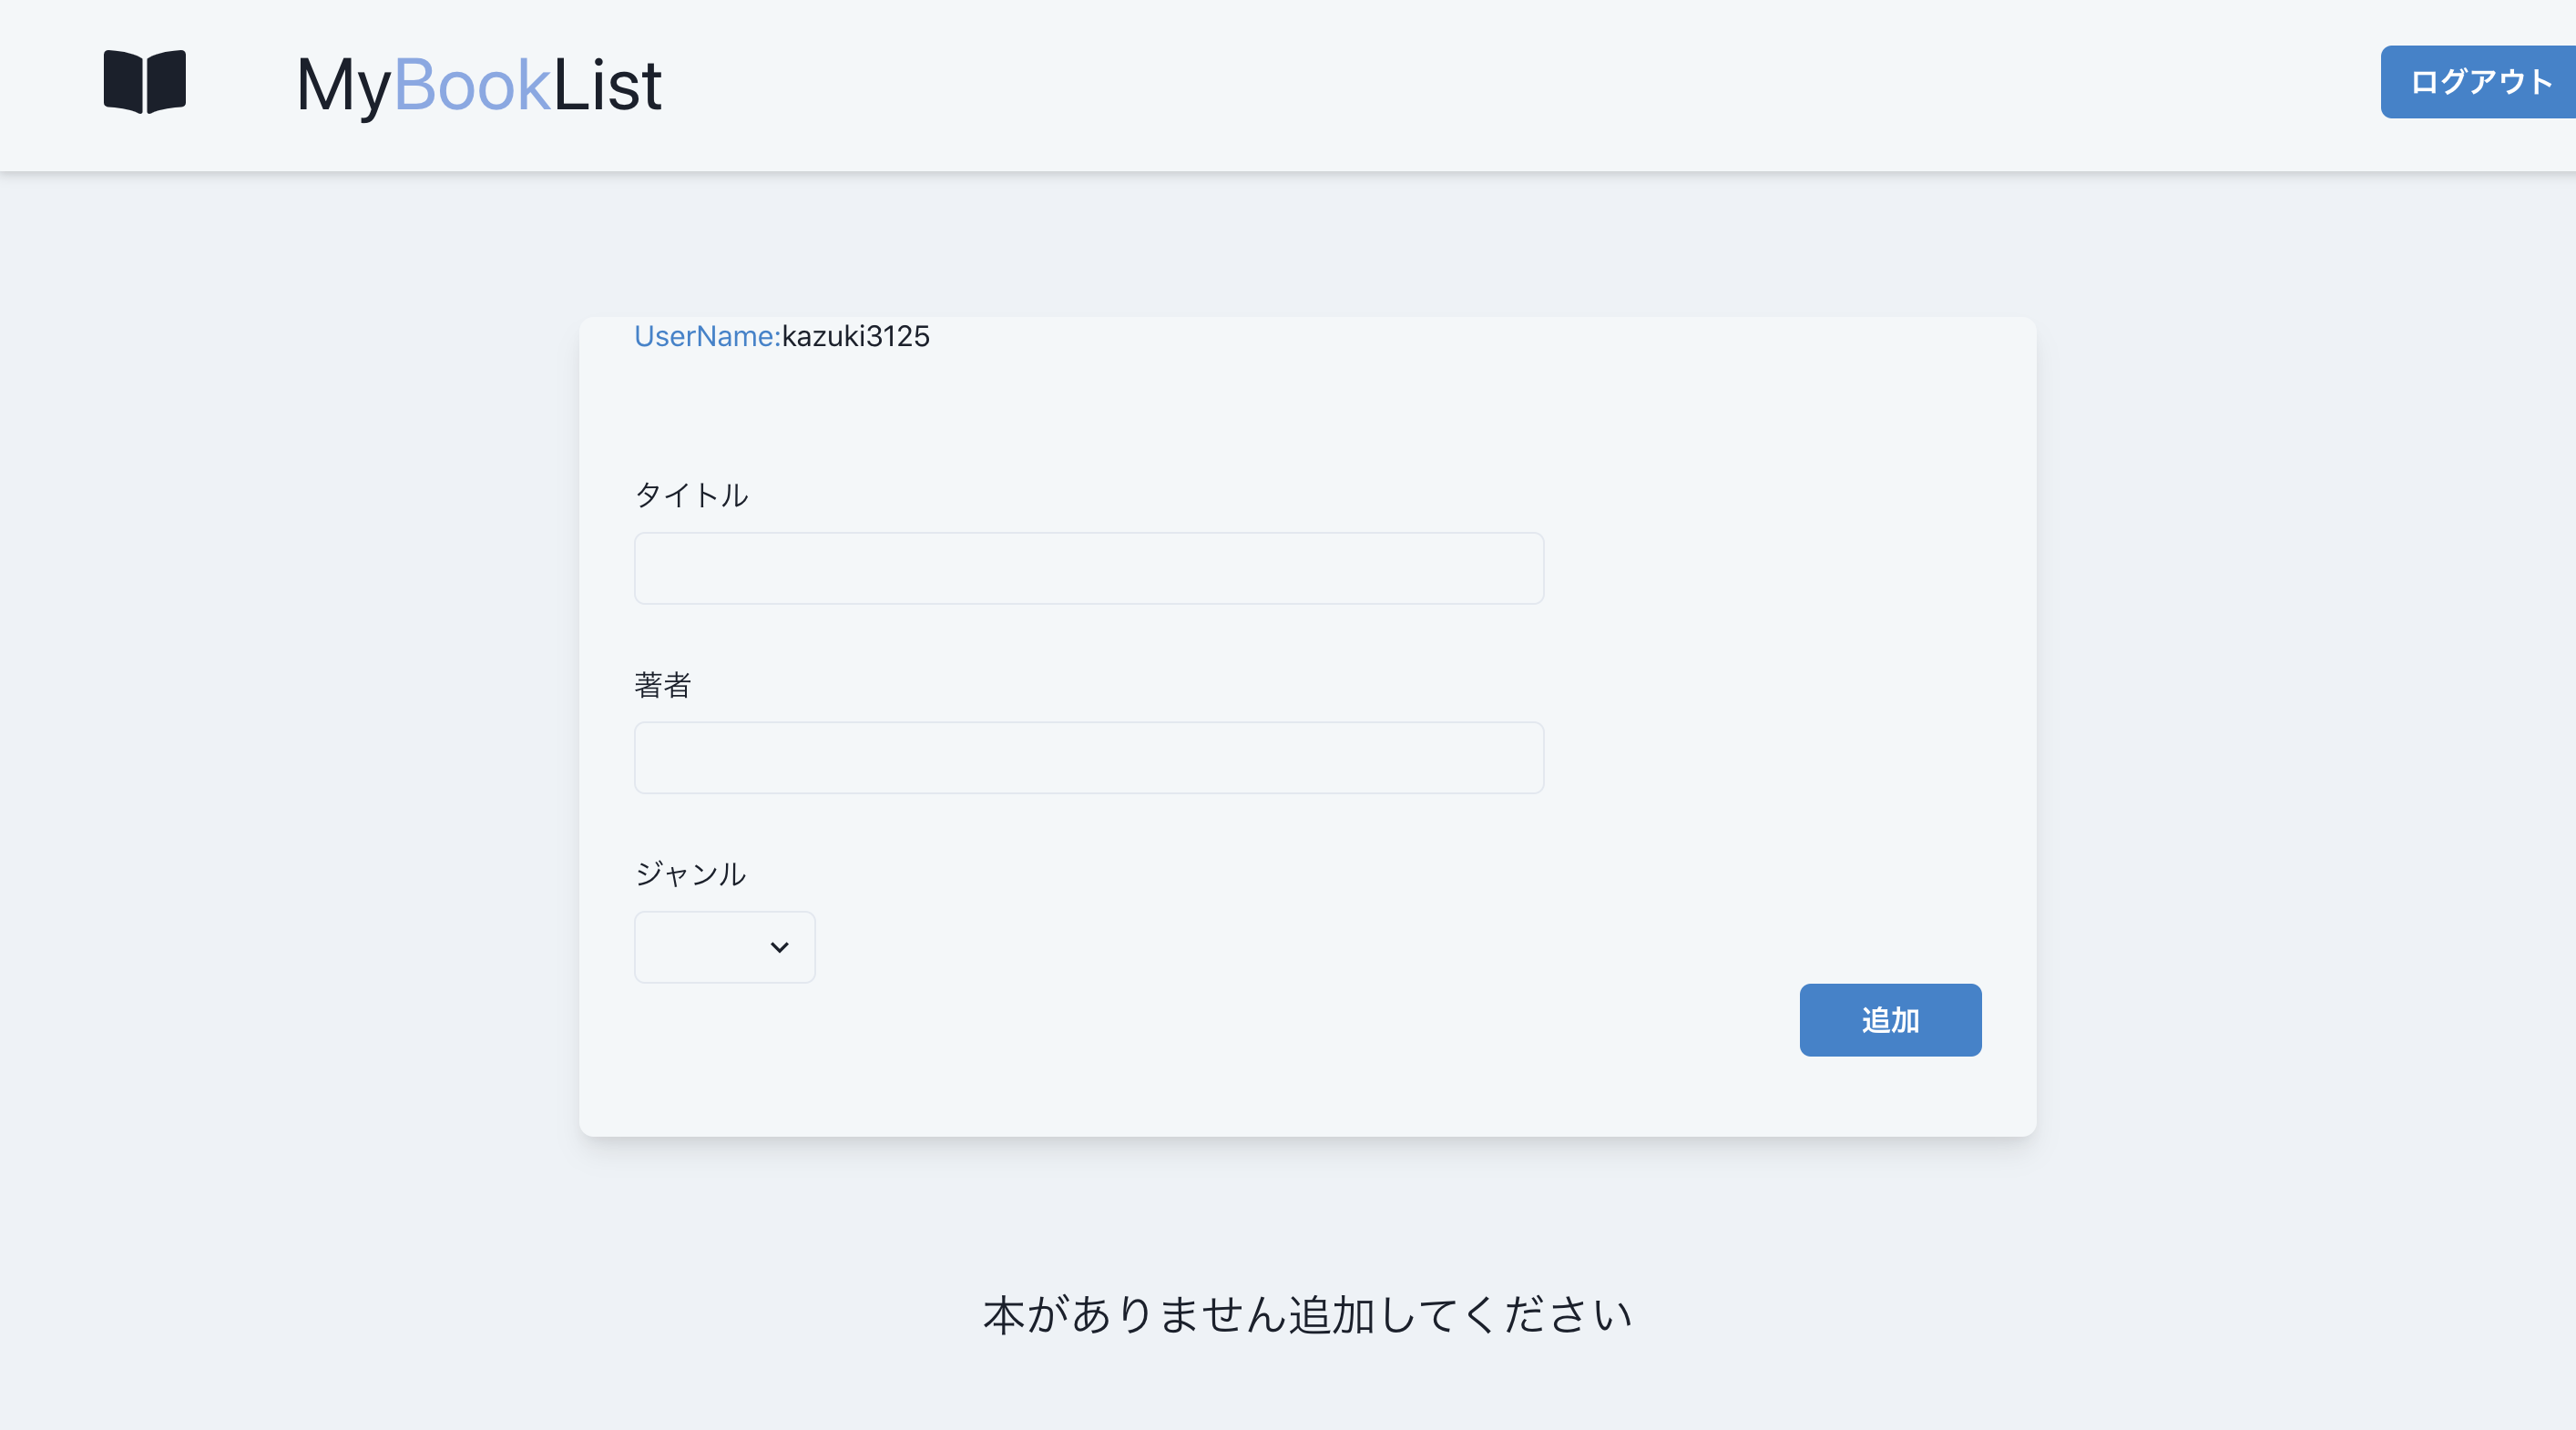 MyBookList
ログアウト
UserName:kazuki3125
タイトル
著者
ジャンル
追加
本がありません追加してください